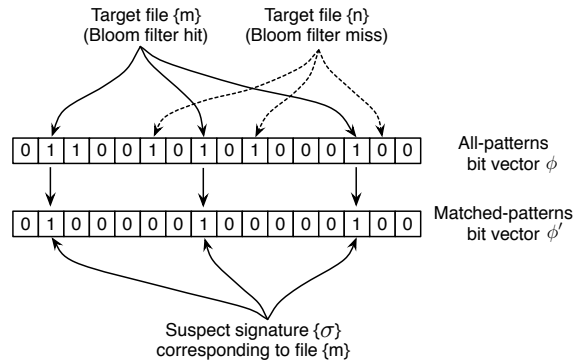 Target file {m}
(Bloom filter hit)
Target file {n}
(Bloom filter miss)
0 1 1 0 0 1 0 1 0 1 0 0 0 1 0 0
All-patterns
bit vector ϕ
0 1 0 0 0 0 0 1 0 0 0 0 0 1 0 0
Matched-patterns
bit vector ϕ′
Suspect signature {σ}
corresponding to file {m}